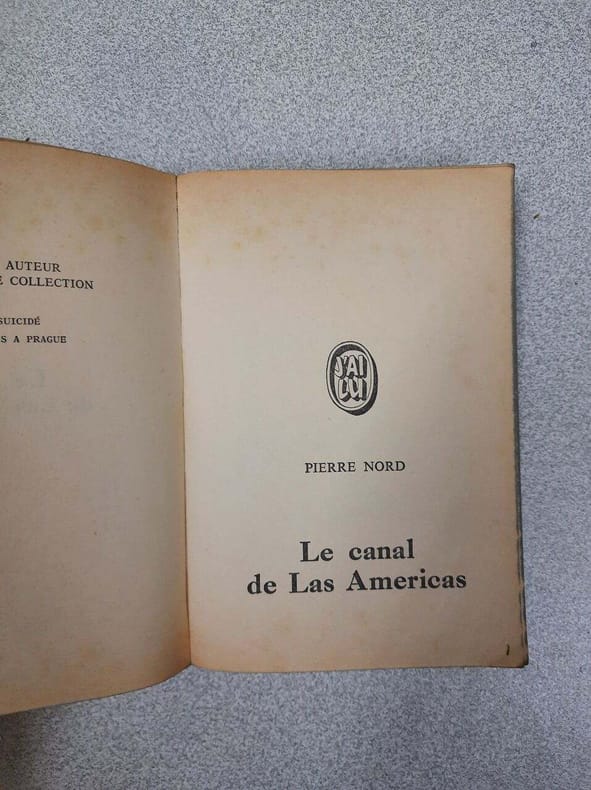 AUTEUR
COLLECTION
SUICIDÉ
S A PRAGUE
J'AI
LU
PIERRE NORD
Le canal
de Las Americas